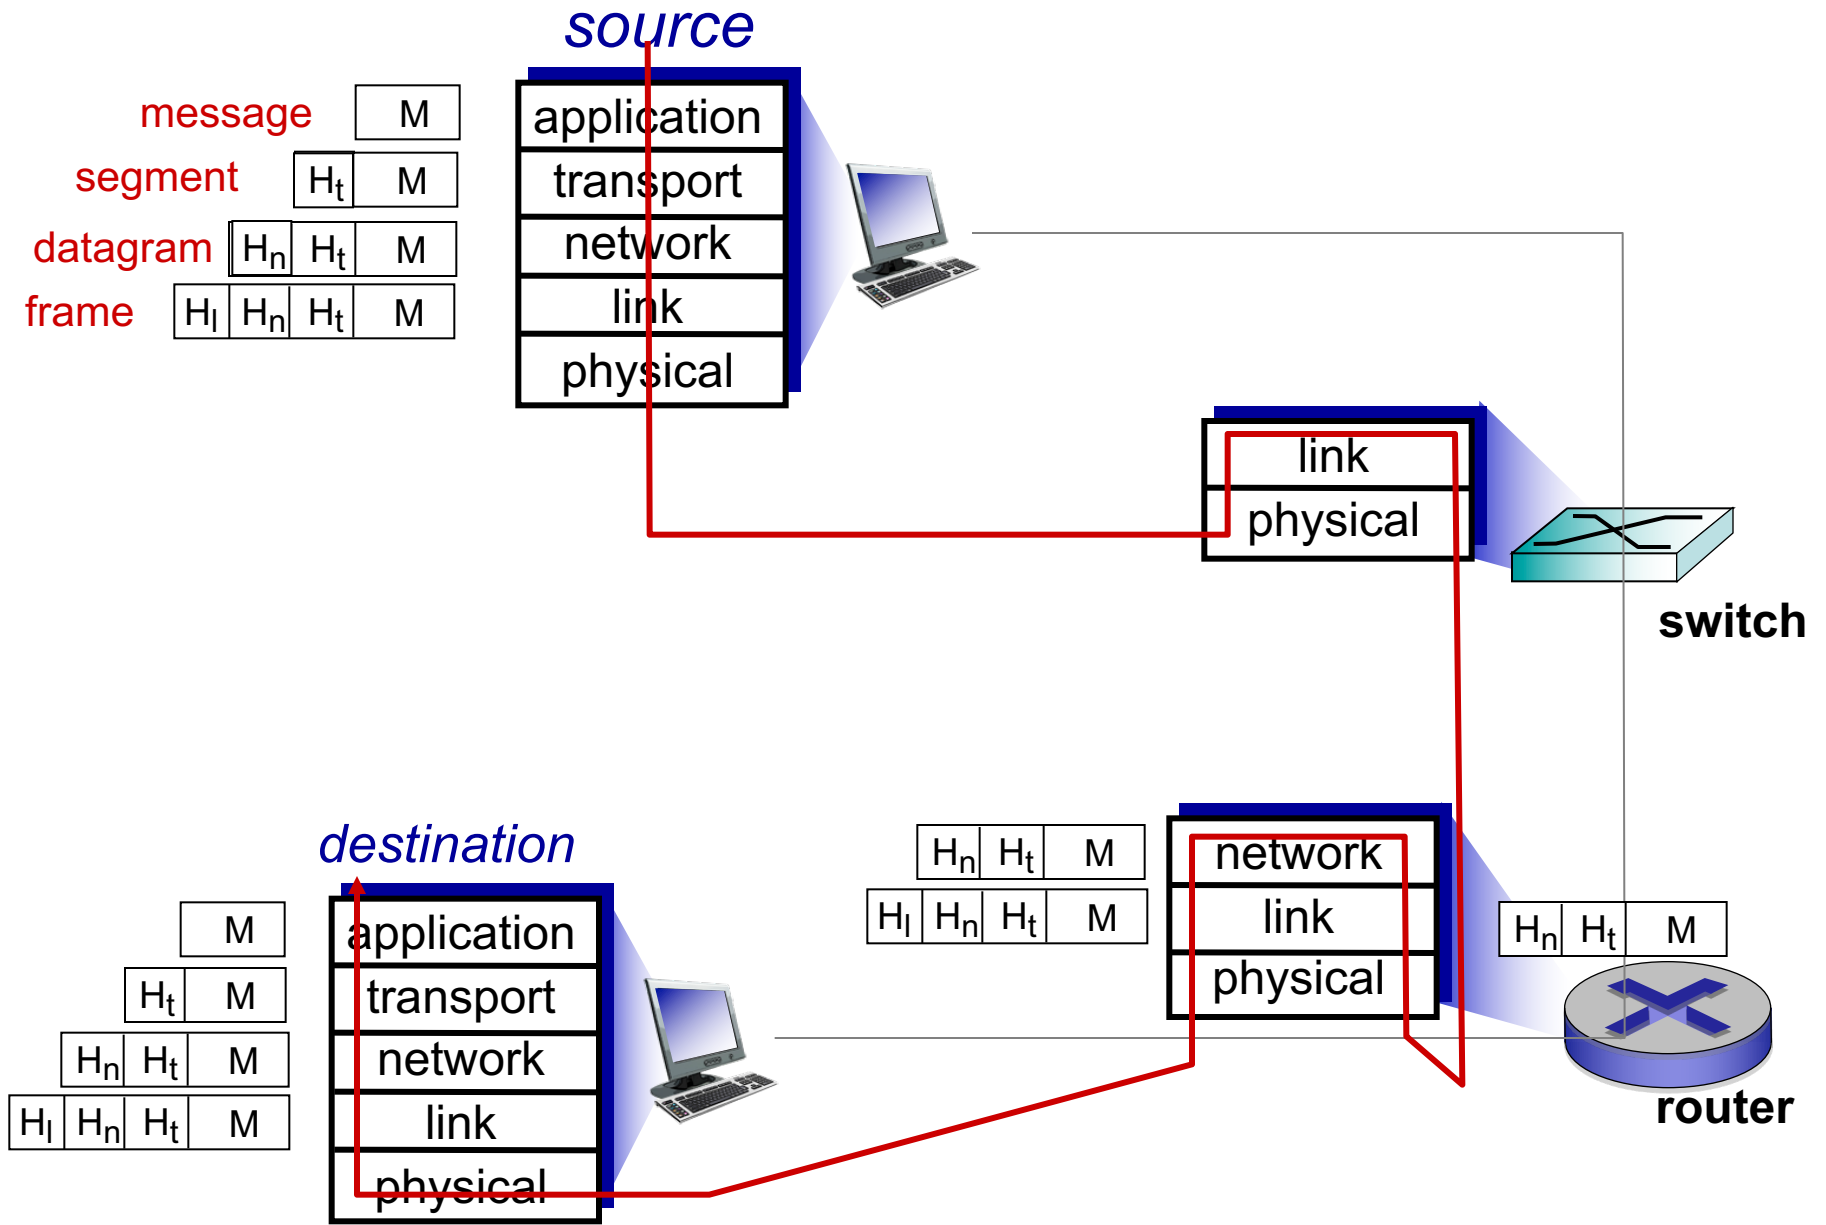 source
message M application
segment Ht M transport
datagram Hn Ht M network
frame Hl Hn Ht M link
physical
link
physical
switch
destination
Hn Ht M network
Hl Hn Ht M link
physical
Hn Ht M
router
M application
Ht M transport
Hn Ht M network
Hl Hn Ht M link
physical